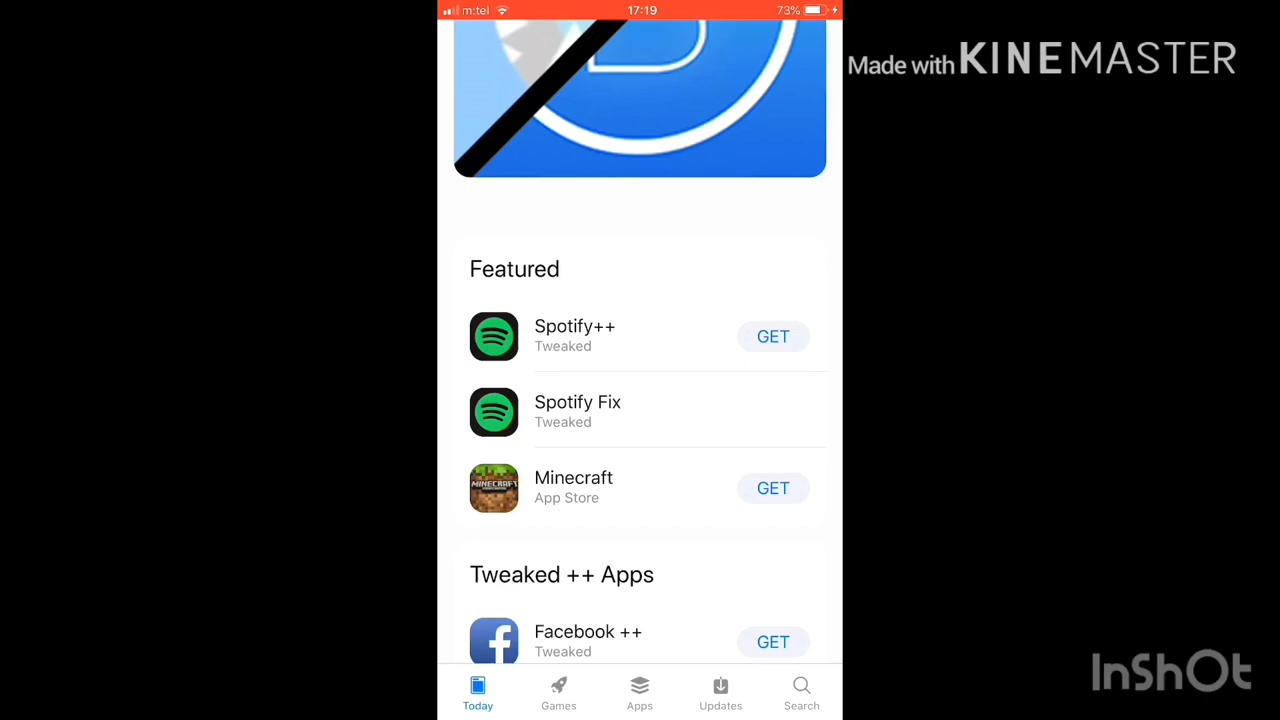 m:tel
17:19
73%
Made with KINEMASTER
Featured
Spotify++
Tweaked
GET
Spotify Fix
Tweaked
MINECRAFT
Minecraft
App Store
GET
Tweaked ++ Apps
Facebook ++
Tweaked
GET
Today
Games
Apps
Updates
Search
InShOt